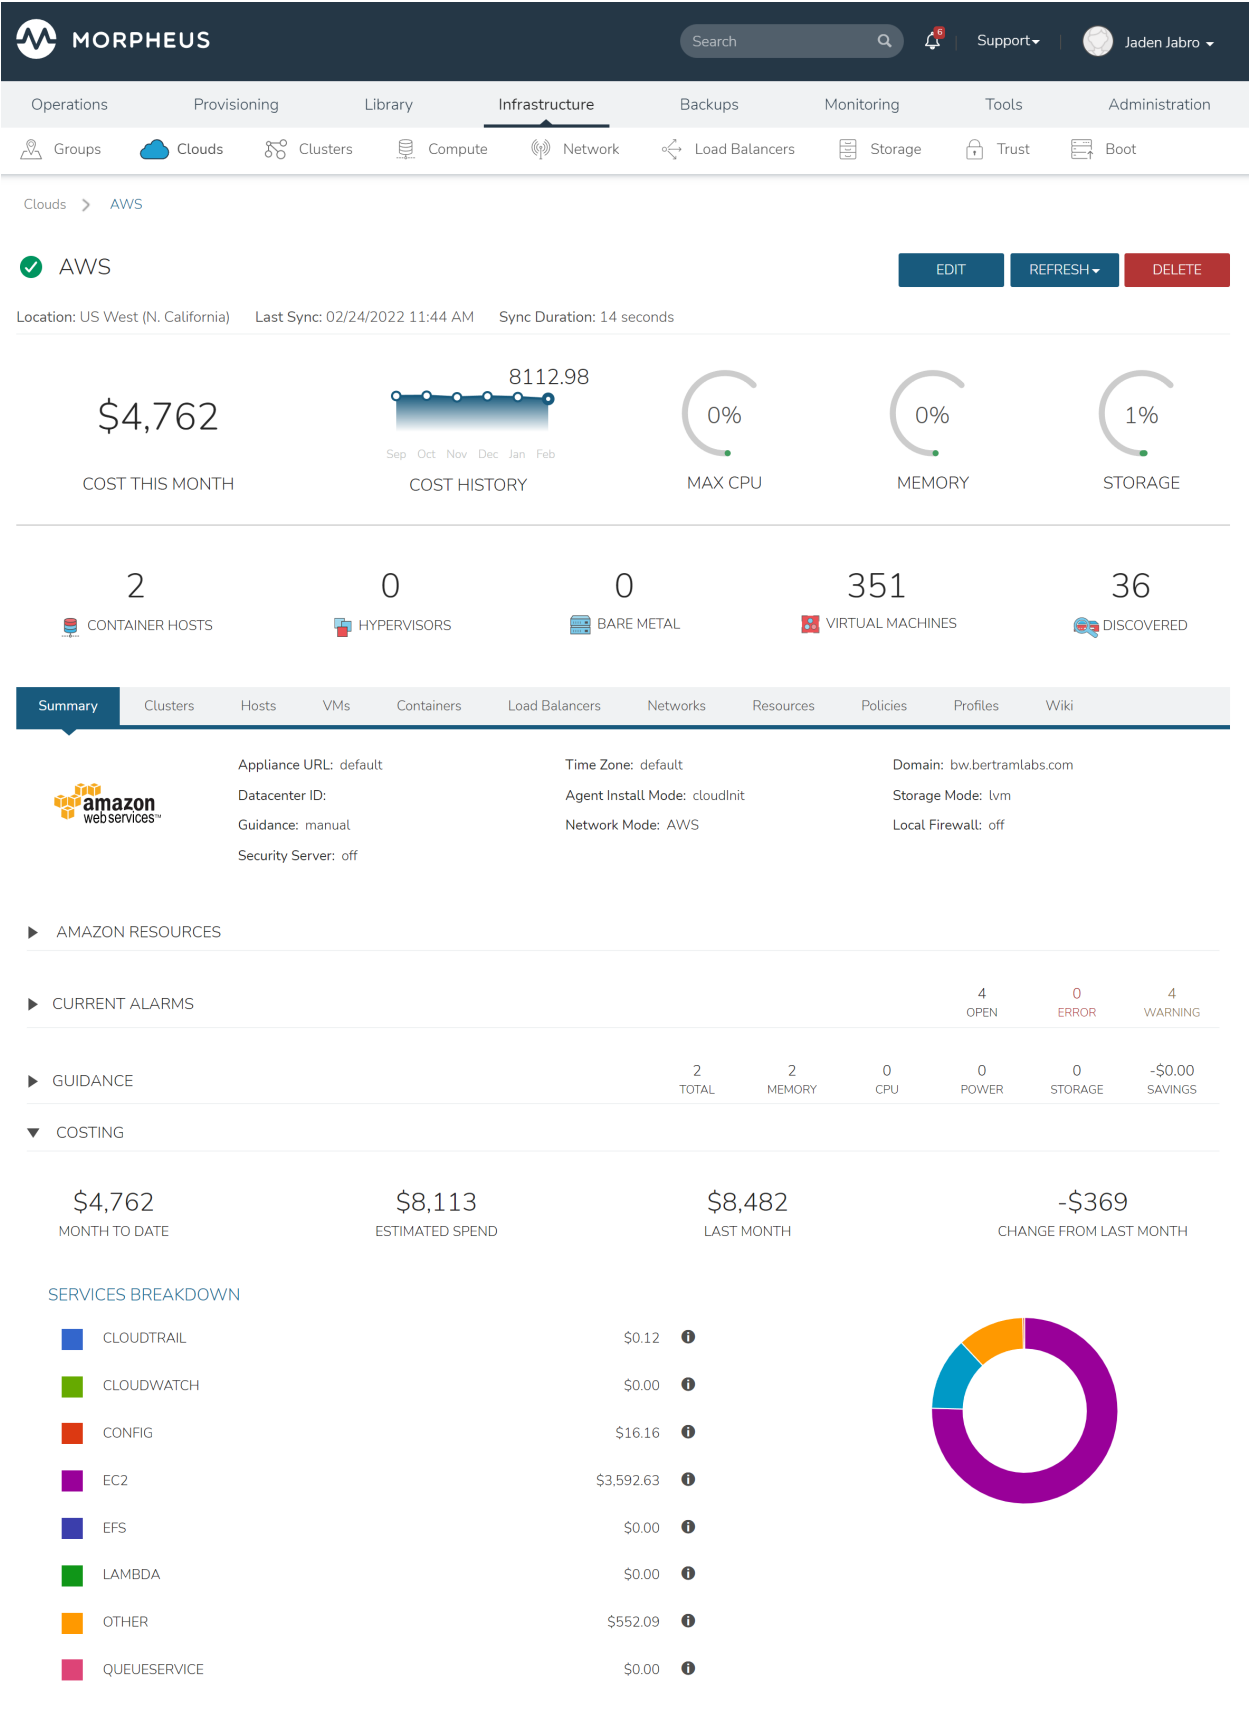 MORPHEUS
Search
6
Support
Jaden Jabro
Operations Provisioning Library Infrastructure Backups Monitoring Tools Administration
Groups Clouds Clusters Compute Network Load Balancers Storage Trust Boot
Clouds AWS
AWS
EDIT REFRESH DELETE
Location: US West (N. California) Last Sync: 02/24/2022 11:44 AM Sync Duration: 14 seconds
8112.98
$4,762 0% 0% 1%
Sep Oct Nov Dec Jan Feb
COST THIS MONTH COST HISTORY MAX CPU MEMORY STORAGE
2 0 0 351 36
CONTAINER HOSTS HYPERVISORS BARE METAL VIRTUAL MACHINES DISCOVERED
Summary Clusters Hosts VMs Containers Load Balancers Networks Resources Policies Profiles Wiki
amazon
web services™
Appliance URL: default Time Zone: default Domain: bw.bertramlabs.com
Datacenter ID: Agent Install Mode: cloudInit Storage Mode: lvm
Guidance: manual Network Mode: AWS Local Firewall: off
Security Server: off
AMAZON RESOURCES
CURRENT ALARMS
4 0 4
OPEN ERROR WARNING
GUIDANCE
2 2 0 0 0 -$0.00
TOTAL MEMORY CPU POWER STORAGE SAVINGS
COSTING
$4,762 $8,113 $8,482 -$369
MONTH TO DATE ESTIMATED SPEND LAST MONTH CHANGE FROM LAST MONTH
SERVICES BREAKDOWN
CLOUDTRAIL $0.12
CLOUDWATCH $0.00
CONFIG $16.16
EC2 $3,592.63
EFS $0.00
LAMBDA $0.00
OTHER $552.09
QUEUESERVICE $0.00